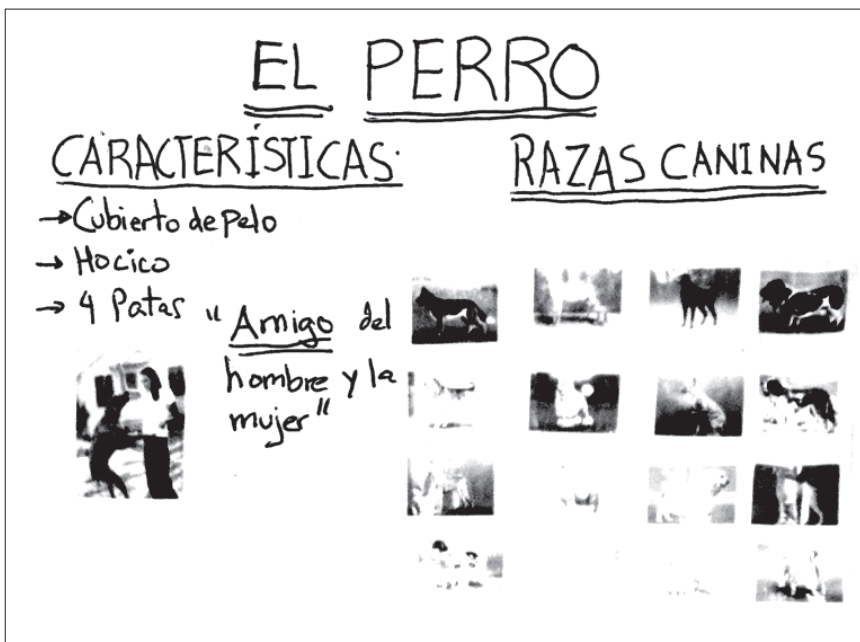 EL PERRO
CARACTERÍSTICAS.
→ Cubierto de pelo
→ Hocico
→ 4 Patas
"Amigo del
hombre y la
mujer"
RAZAS CANINAS